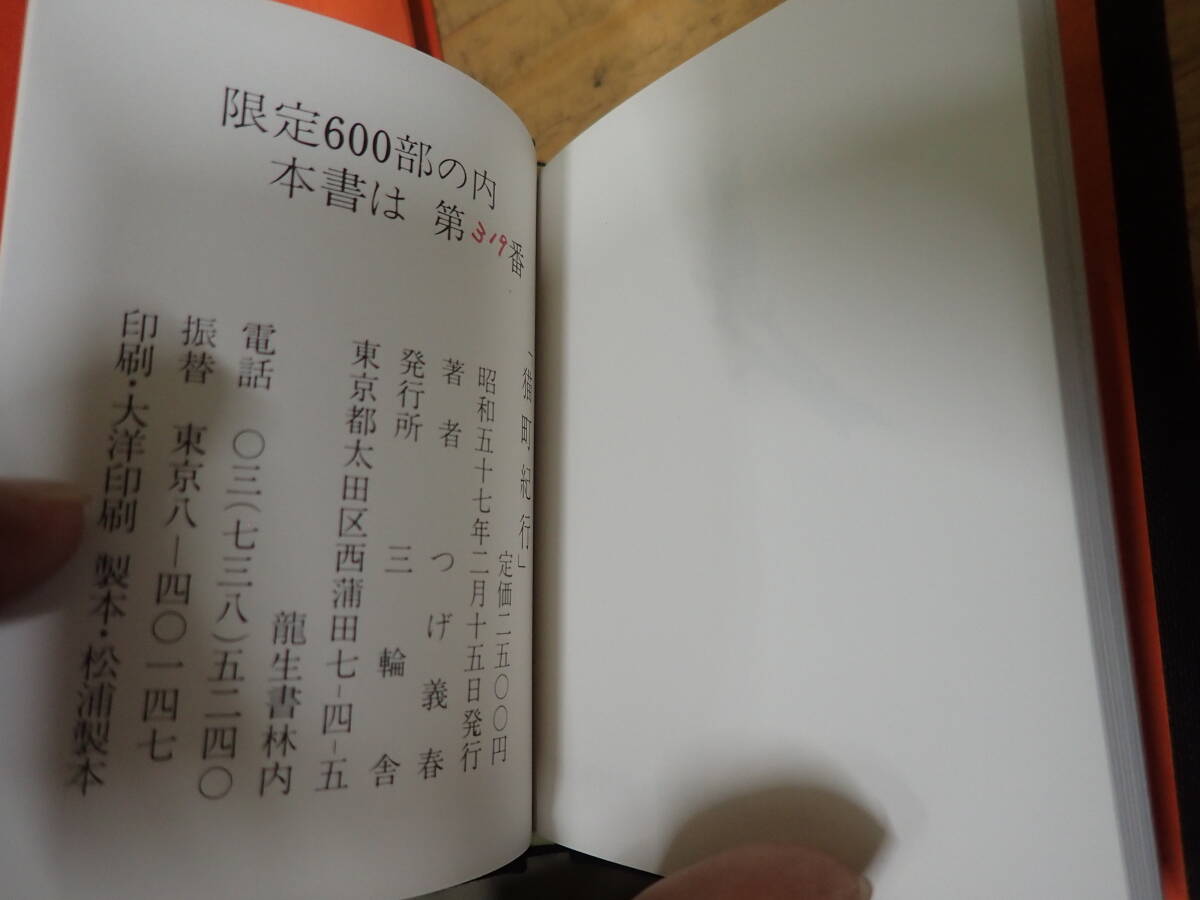 限定600部の内
本書は 第319番
「猫町紀行」
定価二五〇〇円
昭和五十七年二月十五日発行
著者 つげ義春
発行所 三輪舎
東京都太田区西蒲田七-四-五
龍生書林内
電話 〇三(七三八)五二四〇
振替 東京八―四〇一四七
印刷・大洋印刷 製本・松浦製本